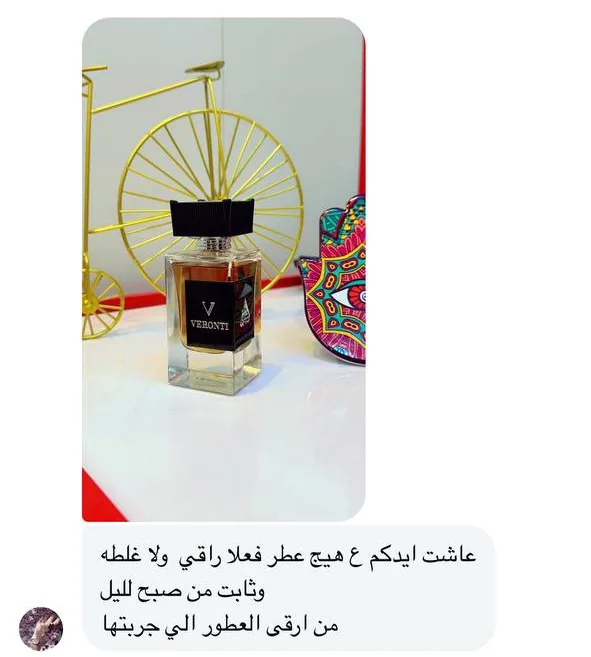 V
VERONTI
عاشت ايدكم ع هيج عطر فعلا راقي ولا غلطه
وثابت من صبح لليل
من ارقى العطور الي جربتها